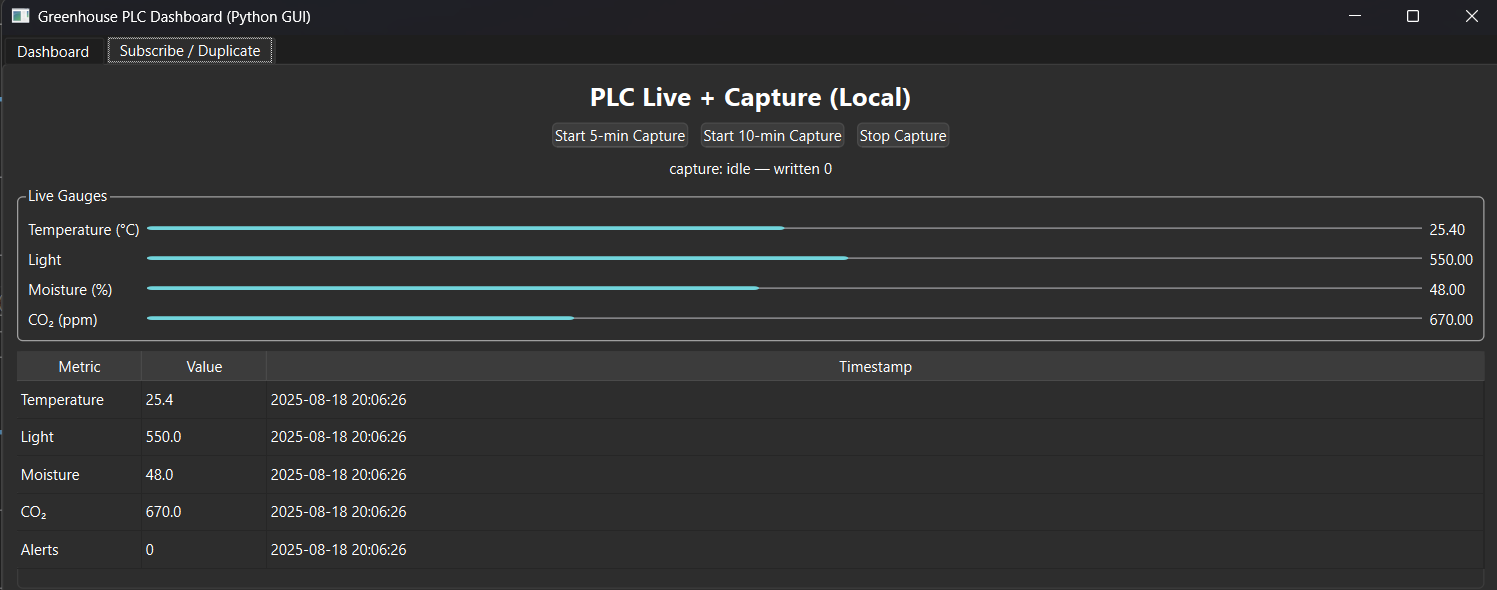 Greenhouse PLC Dashboard (Python GUI)
Dashboard Subscribe / Duplicate
PLC Live + Capture (Local)
Start 5-min Capture Start 10-min Capture Stop Capture
capture: idle — written 0
Live Gauges
Temperature (°C) 25.40
Light 550.00
Moisture (%) 48.00
CO₂ (ppm) 670.00
Metric Value Timestamp
Temperature 25.4 2025-08-18 20:06:26
Light 550.0 2025-08-18 20:06:26
Moisture 48.0 2025-08-18 20:06:26
CO₂ 670.0 2025-08-18 20:06:26
Alerts 0 2025-08-18 20:06:26